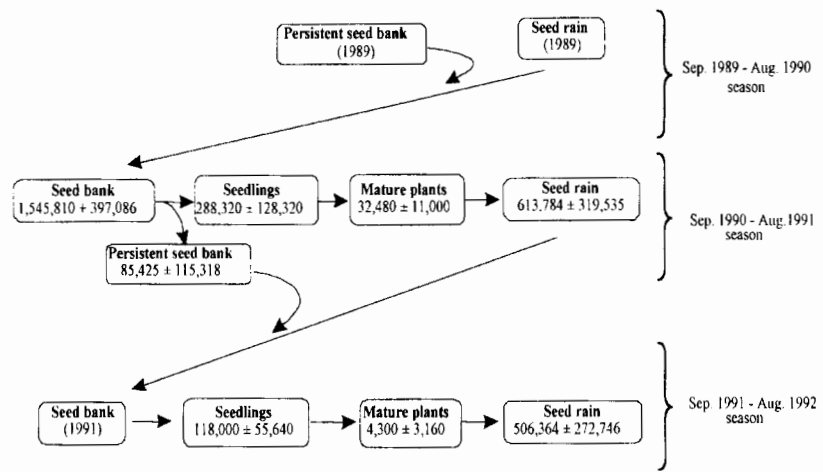 Persistent seed bank
(1989)
Seed rain
(1989)
Sep. 1989 - Aug. 1990
season
Seed bank
1,545,810 + 397,086
Seedlings
288,320 ± 128,320
Mature plants
32,480 ± 11,000
Seed rain
613.784 ± 319,535
Sep. 1990 - Aug.1991
season
Persistent seed bank
85,425 ± 115,318
Seed bank
(1991)
Seedlings
118,000 ± 55,640
Mature plants
4,300 ± 3,160
Seed rain
506,364 ± 272,746
Sep. 1991 - Aug. 1992
season